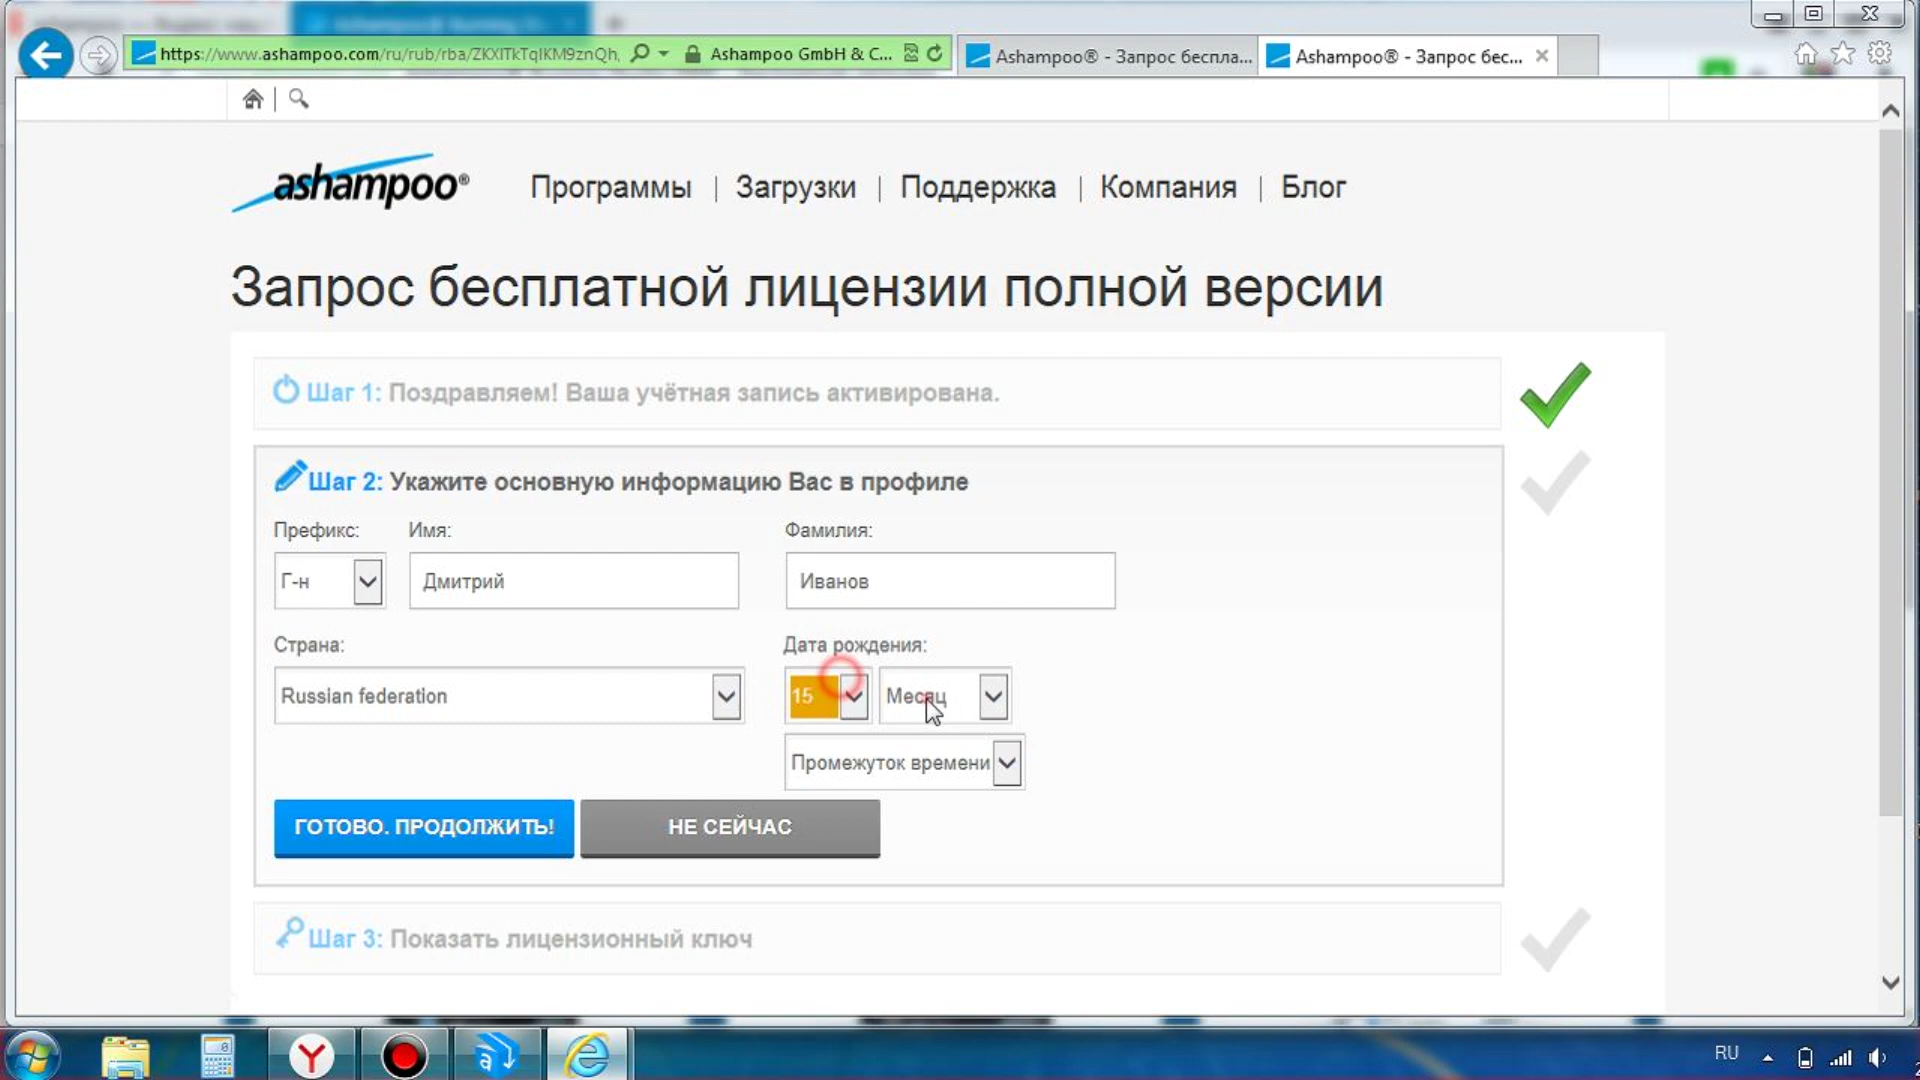 https://www.ashampoo.com/ru/rub/rba/ZKXlTkTqlKM9znQh,
Ashampoo GmbH & C...
Ashampoo® - Запрос беспла...
Ashampoo® - Запрос бес...
ashampoo®
Программы | Загрузки | Поддержка | Компания | Блог
Запрос бесплатной лицензии полной версии
Шаг 1: Поздравляем! Ваша учётная запись активирована.
Шаг 2: Укажите основную информацию Вас в профиле
Префикс: Имя: Фамилия:
Г-н Дмитрий Иванов
Страна: Дата рождения:
Russian federation 15 Месяц
Промежуток времени
ГОТОВО. ПРОДОЛЖИТЬ! НЕ СЕЙЧАС
Шаг 3: Показать лицензионный ключ
RU